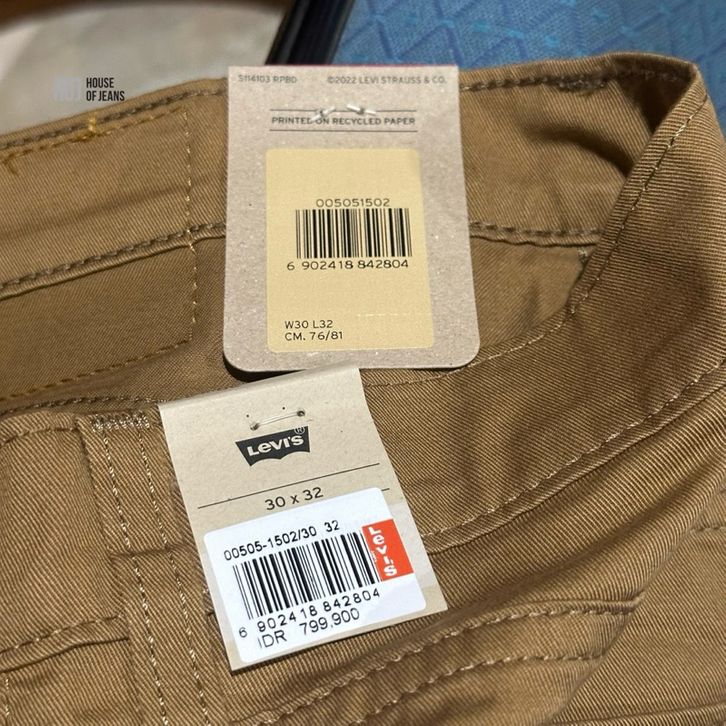 HOUSE
OF JEANS
S114103 RPBD ©2022 LEVI STRAUSS & CO.
PRINTED ON RECYCLED PAPER
005051502
6 902418 842804
W30 L32
CM. 76/81
LEVI'S®
30 x 32
00505-1502/30 32
Levi's
6 902418 842804
IDR 799,900